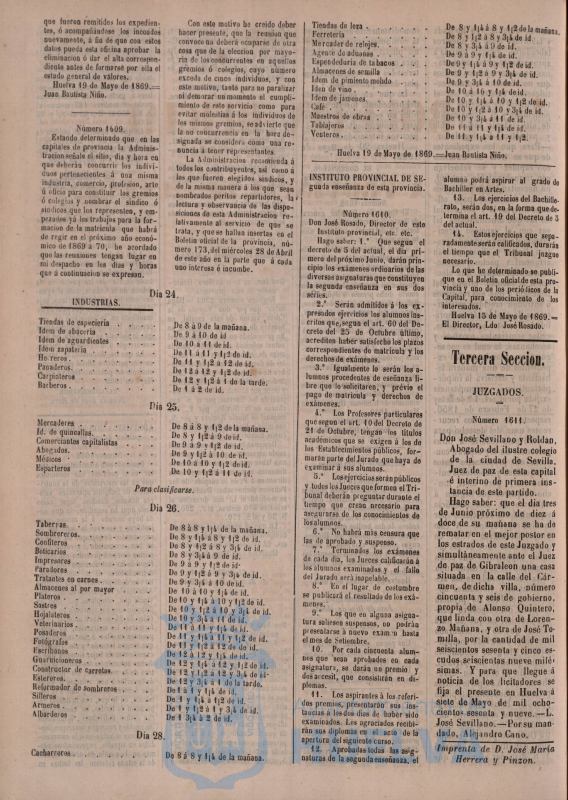 que fueron remitidos los expedien-
tes, ó acompañándose los incoados
nuevamente, á fin de que con estos
datos pueda esta oficina aprobar la
eliminacion ó dar el alta correspon-
diente antes de formarse por ella el
estado general de valores.
Huelva 19 de Mayo de 1869.=
Juan Bautista Niño.
Número 1609.
Estando determinado que en las
capitales de provincia la Adminis-
tracion señale el sitio, dia y hora en
que deberán concurrir los indivi-
duos pertenecientes á una misma
industria, comercio, profesion, arte
ú oficio para constituir los gremios
ó colegios y nombrar el síndico ó
síndicos que los representen, y em-
pezados ya los trabajos para la for-
macion de la matrícula que habrá
de regir en el próximo año econó-
mico de 1869 á 70, he acordado
que las reuniones tengan lugar en
mi despacho en los dias y horas
que á continuacion se expresan.
Con este motivo he creido deber
hacer presente, que la reunion que
convoca no deberá ocuparse de otra
cosa que de la eleccion por mayo-
ría de los concurrentes en aquellos
gremios ó colegios, cuyo número
exceda de cinco individuos, y con
este motivo, tanto para no paralizar
ni demorar un momento el cumpli-
miento de este servicio como para
evitar molestias á los individuos de
los mismos gremios, se advierte que
la no concurrencia en la hora de-
signada se considera como una re-
nuncia á tener representantes.
La Administracion recomienda á
todos los contribuyentes, así como á
los que fueren elegidos síndicos, y
de la misma manera á los que sean
nombrados peritos repartidores, la
lectura y observancia de las disposi-
ciones de esta Administracion re-
lativamente al servicio de que se
trata, y que se hallan insertas en el
Boletin oficial de la provincia, núme-
ro 173, del miércoles 28 de Abril
de este año en la parte que á cada
uno interesa é incumbe.
Dia 24.
INDUSTRIAS.
Tiendas de especiería De 8 á 9 de la mañana.
Idem de abacería De 9 á 10 de id
Idem de aguardientes De 10 á 11 de id.
Idem zapatería De 11 á 11 y 1¡2 de id.
Horneros De 11 y 1¡2 á 12 de id.
Panaderos. De 12 á 12 y 1¡2 de id.
Carpinteros De 12 y 1¡2 á 1 de la tarde.
Barberos De 1 á 2 de id.
Dia 25.
Mercaderes De 8 á 8 y 1¡2 de la mañana.
Id. de quincallas. De 8 y 1¡2 á 9 de id.
Comerciantes capitalistas De 9 á 9 y 1¡2 de id.
Abogados. De 9 y 1¡2 á 10 de id.
Médicos De 10 á 10 y 1¡2 de id.
Esparteros De 10 y 1¡2 á 11 de id.
Para clasificarse.
Dia 26.
Tabernas. De 8 á 8 y 1¡4 de la mañana.
Sombrereros. De 8 y 1¡4 á 8 y 1¡2 de id.
Confiteros De 8 y 1¡2 á 8 y 3¡4 de id.
Boticarios De 8 y 3¡4 á 9 de id.
Impresores De 9 á 9 y 1¡2 de id.
Paradores De 9 y 1¡2 á 9 y 3¡4 de id.
Tratantes en carnes. De 9 y 3¡4 á 10 de id.
Almacenes al por mayor De 10 á 10 y 1¡4 de id.
Plateros De 10 y 1¡4 á 10 y 1¡2 de id.
Sastres De 10 y 1¡2 á 10 y 3¡4 de id.
Hojalateros De 10 y 3¡4 á 11 de id.
Veterinarios De 11 á 11 y 1¡4 de id.
Posaderos De 11 y 1¡4 á 11 y 1¡2 de id.
Fotógrafos De 11 y 1¡2 á 12 de id.
Escribanos De 12 á 12 y 1¡4 de id.
Guarnicioneros De 12 y 1¡4 á 12 y 1¡2 de id.
Constructor de carretas. De 12 y 1¡2 á 12 y 3¡4 de id.
Estereros. De 12 y 3¡4 á 1 de la tarde.
Reformador de sombreros De 1 á 1 y 1¡4 de id.
Silleros De 1 y 1¡4 á 1 y 1¡2 de id.
Armeros De 1 y 1¡2 á 1 y 3¡4 de id.
Albarderos De 1 3¡4 á 2 de id.
Dia 28.
Cacharreros De 8 á 8 y 1¡4 de la mañana.
Tiendas de loza De 8 y 1¡4 á 8 y 1¡2 de la mañana.
Ferretería De 8 y 1¡2 á 8 y 3¡4 de id.
Mercader de relojes. De 8 y 3¡4 á 9 de id.
Agente de aduanas De 9 á 9 y 1¡4 de id.
Espendeduría de tabacos De 9 y 1¡4 á 9 y 1¡2 de id.
Almacenes de semilla De 9 y 1¡2 á 9 y 3¡4 de id.
Idem de pimiento molido De 9 y 3¡4 á 10 de id.
Idem de vino De 10 á 10 y 1¡4 de id.
Idem de jamones. De 10 y 1¡4 á 10 y 1¡2 de id.
Café De 10 y 1¡2 á 10 y 3¡4 de id.
Maestros de obras De 10 y 3¡4 á 11 de id.
Tablajeros De 11 á 11 y 1¡4 de id.
Venteros De 11 y 1¡4 á 11 y 1¡2 de id.
Huelva 19 de Mayo de 1869.—Juan Bautista Niño.
INSTITUTO PROVINCIAL DE SE-
gunda enseñanza de esta provincia.
Número 1610.
Don José Rosado, Director de este
Instituto provincial, etc. etc.
Hago saber: 1.º Que segun el
decreto de 5 del actual, el dia pri-
mero del próximo Junio, darán prin-
cipio los exámenes ordinarios de las
diversas asignaturas que constituyen
la segunda enseñanza en sus dos
séries.
2.º Serán admitidos á los ex-
presados ejercicios los alumnos ins-
critos que, segun el art. 60 del De-
creto del 25 de Octubre último,
acrediten haber satisfecho los plazos
correspondientes de matrícula y los
derechos de exámen.
3.º Igualmente lo serán los a-
lumnos procedentes de eseñanza li-
bre que lo solicitaren, y prévio el
pago de matrícula y derechos de
exámen.
4.º Los Profesores particulares
que segun el art. 10 del Decreto de
21 de Octubre, tengan los títulos
académicos que se exigen á los de
los Establecimientos públicos, for-
marán parte del Jurado que haya de
examinar á sus alumnos.
5.º Los ejercicios serán públicos
y todos los Jueces que formen el Tri-
bunal deberán preguntar durante el
tiempo que crean necesario para
asegurarse de los conocimientos de
los alumnos.
6.º No habrá mas censura que
las de aprobado y suspenso.
7.º Terminados los exámenes
de cada dia, los Jueces calificarán á
los alumnos examinados y el fallo
del Jurado será inapelable.
8.º En el lugar de costumbre
se publicará el resultado de los exá-
menes.
9.º Los que en alguna asigna-
tura saliesen suspensos, no podrán
presentarse á nuevo exámen hasta
el mes de Setiembre.
10. Por cada cincuenta alum-
nos que sean aprobados en cada
asignatura, se darán un premio y
dos accesit, que consistirán en di-
plomas.
11. Los aspirantes á los referi-
dos premios, presentarán sus ins-
tancias á los dos dias de haber sido
examinados. Los agraciados recibi-
rán sus diplomas en el acto de la
apertura del siguiente curso.
12. Aprobadas todas las asig-
naturas de la segunda enseñanza, el
alumno podrá aspirar al grado de
Bachiller en Artes.
13. Los ejercicios del Bachille-
rato, serán dos, en la forma que de-
termina el art. 19 del Decreto de 5
del actual.
14. Estos ejercicios que sepa-
radamente serán calificados, durarán
el tiempo que el Tribunal juzgue
necesario.
Lo que he determinado se publi-
que en el Boletin oficial de esta pro-
vincia y uno de los periódicos de la
Capital, para conocimiento de los
interesados.
Huelva 15 de Mayo de 1869.—
El Director, Ldo. José Rosado.
Tercera Seccion.
JUZGADOS.
Número 1611.
Don José Sevillano y Roldan,
Abogado del ilustre colegio
de la ciudad de Sevilla,
Juez de paz de esta capital
é interino de primera ins-
tancia de este partido.
Hago saber: que el dia tres
de Junio próximo de diez á
doce de su mañana se ha de
rematar en el mejor postor en
los estrados de este Juzgado y
simultáneamente ante el Juez
de paz de Gibraleon una casa
situada en la calle del Cár-
men, de dicha villa, número
cincuenta y seis de gobierno,
propia de Alonso Quintero,
que linda con otra de Loren-
zo Mañana, y otra de José To-
milla, por la cantidad de mil
seiscientos sesenta y cinco es-
cudos seiscientas nueve milé-
simas. Y para que llegue á
noticia de los licitadores se
fija el presente en Huelva á
siete de Mayo de mil ocho-
cientos sesenta y nueve.—L.
José Sevillano.—Por su man-
dado, Alejandro Cano.
Imprenta de D. José María
Herrera y Pinzon.